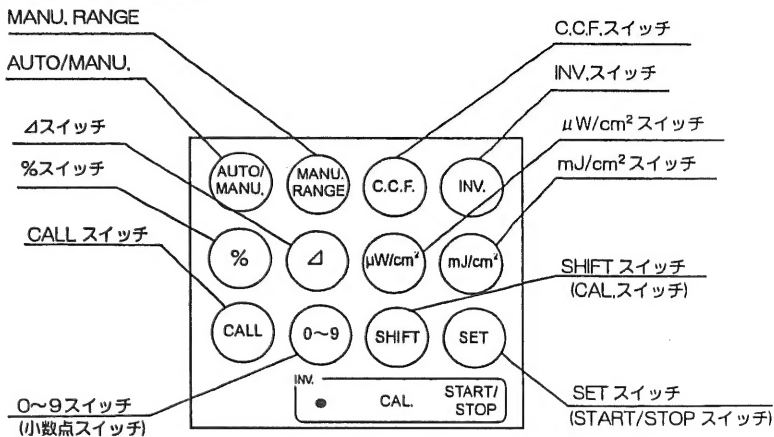 MANU. RANGE
AUTO/MANU.
⊿スイッチ
%スイッチ
CALL スイッチ
0〜9スイッチ
(小数点スイッチ)
C.C.F.スイッチ
INV.スイッチ
μW/cm² スイッチ
mJ/cm² スイッチ
SHIFT スイッチ
(CAL.スイッチ)
SET スイッチ
(START/STOP スイッチ)
AUTO/
MANU.
MANU.
RANGE
C.C.F.
INV.
%
⊿
μW/cm²
mJ/cm²
CALL
0〜9
SHIFT
SET
INV.
CAL.
START/
STOP